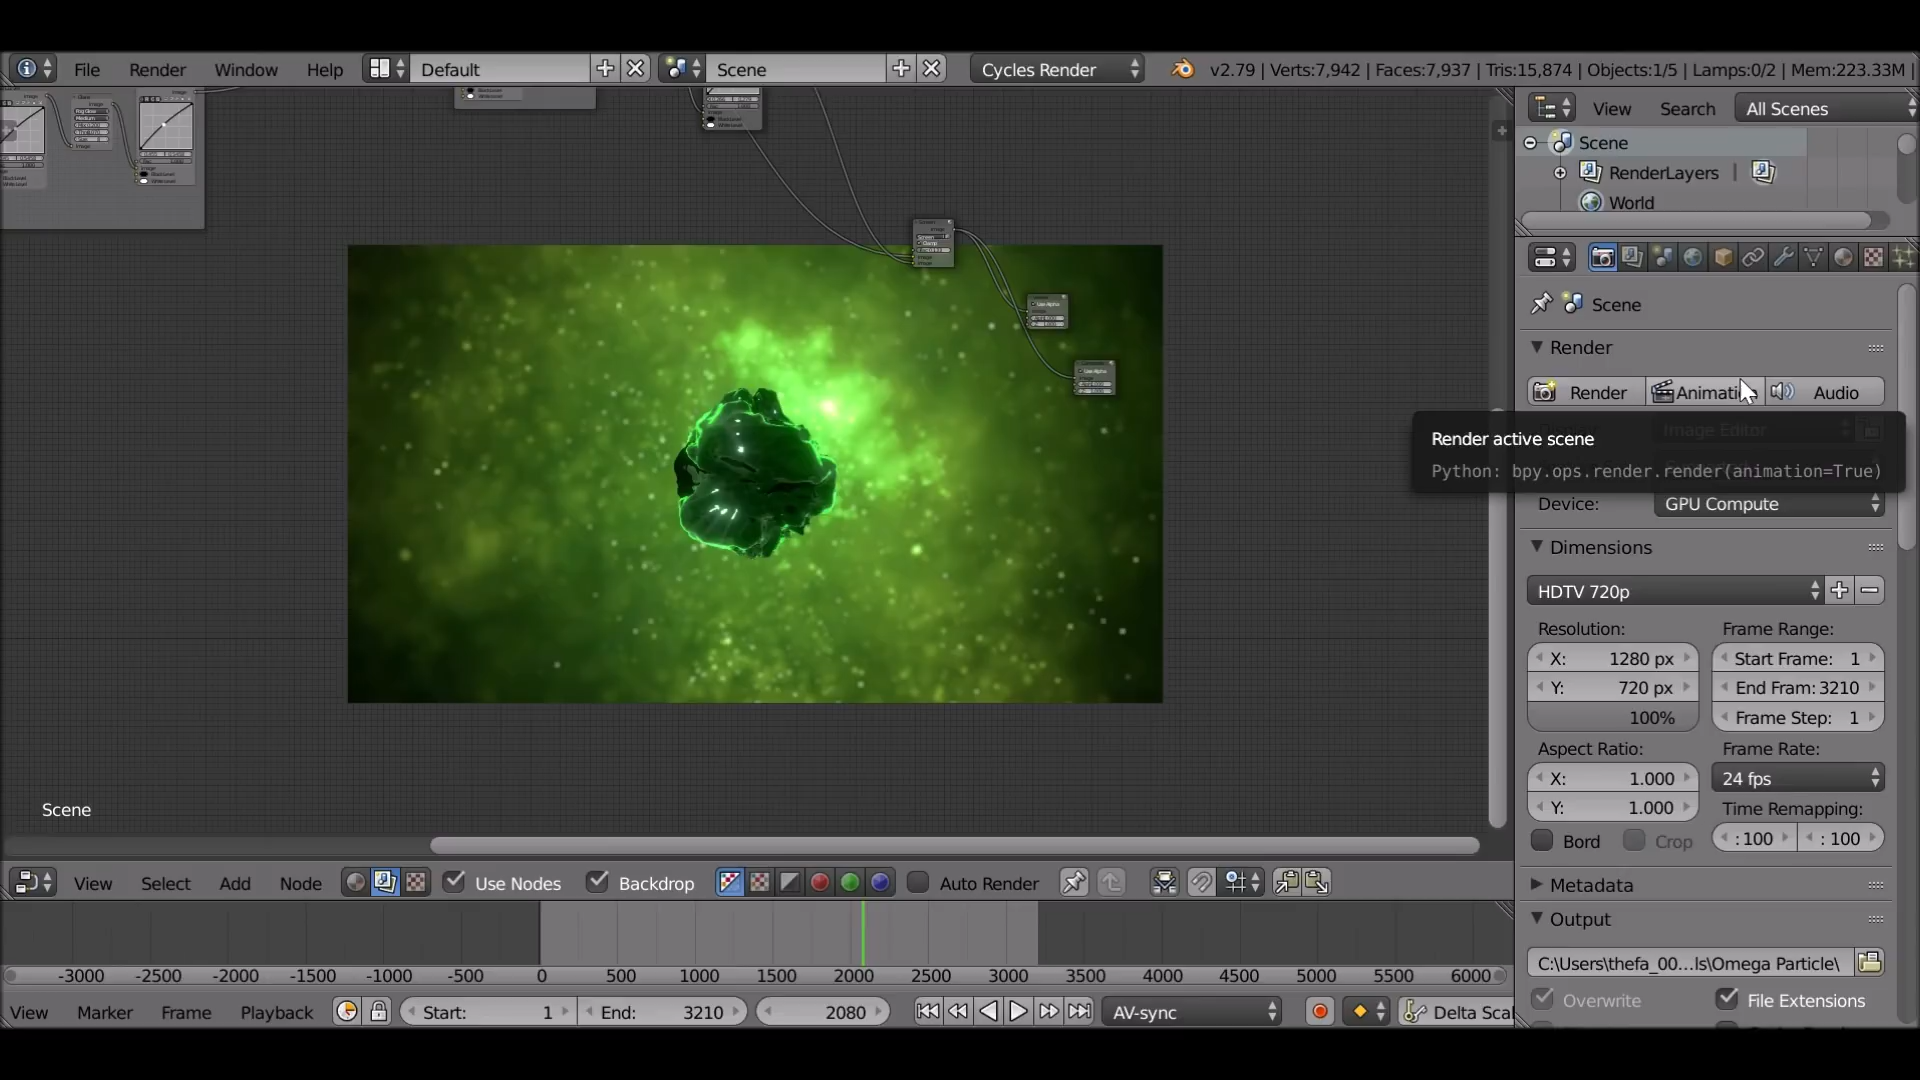 File Render Window Help Default Scene Cycles Render v2.79 | Verts:7,942 | Faces:7,937 | Tris:15,874 | Objects:1/5 | Lamps:0/2 | Mem:223.33M |
View Search All Scenes
Scene
RenderLayers
World
Scene
Render
Render Animatio Audio
Image Editor
Render active scene
Python: bpy.ops.render.render(animation=True)
Device: GPU Compute
Dimensions
HDTV 720p
Resolution: Frame Range:
X: 1280 px Start Frame: 1
Y: 720 px End Fram: 3210
100% Frame Step: 1
Aspect Ratio: Frame Rate:
X: 1.000 24 fps
Y: 1.000 Time Remapping:
Bord Crop :100 : 100
Metadata
Output
C:\Users\thefa_00...ls\Omega Particle\
Overwrite File Extensions
Scene
View Select Add Node Use Nodes Backdrop Auto Render
-3000 -2500 -2000 -1500 -1000 -500 0 500 1000 1500 2000 2500 3000 3500 4000 4500 5000 5500 6000
View Marker Frame Playback Start: 1 End: 3210 2080 AV-sync Delta Scal